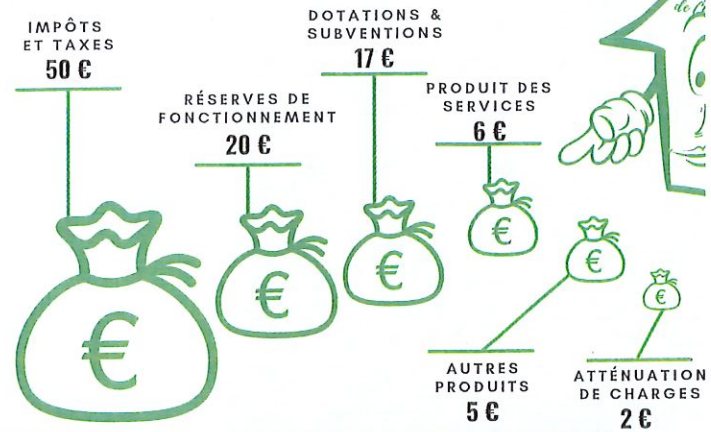 IMPÔTS
ET TAXES
50 €
RÉSERVES DE
FONCTIONNEMENT
20 €
DOTATIONS &
SUBVENTIONS
17 €
PRODUIT DES
SERVICES
6 €
€
€
€
€
€
€
AUTRES
PRODUITS
5 €
ATTÉNUATION
DE CHARGES
2 €